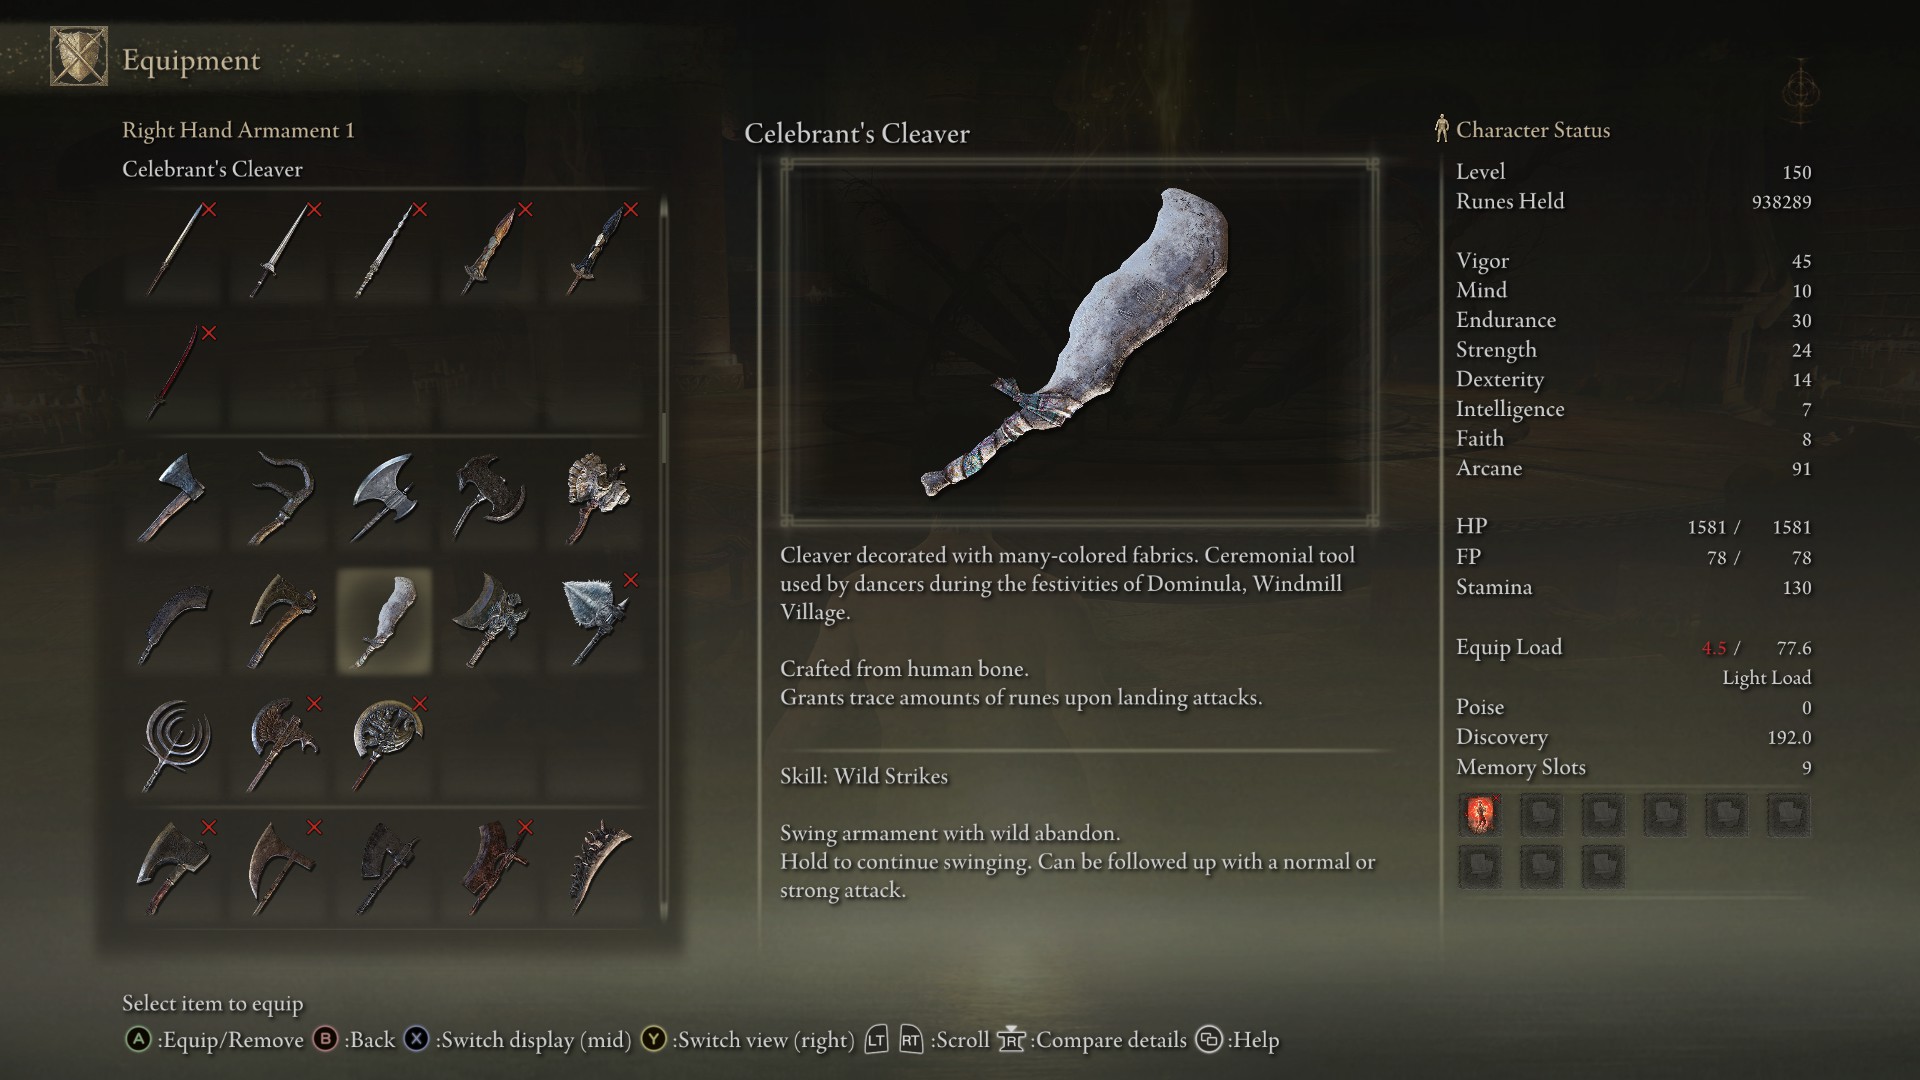 Equipment
Right Hand Armament 1
Celebrant's Cleaver
Celebrant's Cleaver
Cleaver decorated with many-colored fabrics. Ceremonial tool
used by dancers during the festivities of Dominula, Windmill
Village.
Crafted from human bone.
Grants trace amounts of runes upon landing attacks.
Skill: Wild Strikes
Swing armament with wild abandon.
Hold to continue swinging. Can be followed up with a normal or
strong attack.
Character Status
Level 150
Runes Held 938289
Vigor 45
Mind 10
Endurance 30
Strength 24
Dexterity 14
Intelligence 7
Faith 8
Arcane 91
HP 1581 / 1581
FP 78 / 78
Stamina 130
Equip Load 4.5 / 77.6
Light Load
Poise 0
Discovery 192.0
Memory Slots 9
Select item to equip
A :Equip/Remove B :Back X :Switch display (mid) Y :Switch view (right) LT RT :Scroll R :Compare details :Help